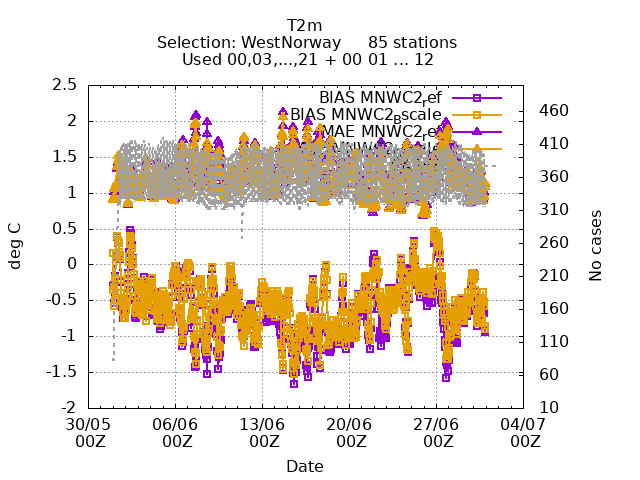 T2m
Selection: WestNorway 85 stations
Used 00,03,...,21 + 00 01 ... 12
BIAS MNWC2ref
BIAS MNWC2Bscale
MAE MNWC2ref
2.5
2
1.5
1
0.5
0
-0.5
-1
-1.5
-2
460
410
360
310
260
210
160
110
60
10
deg C
No cases
30/05 06/06 13/06 20/06 27/06 04/07
00Z 00Z 00Z 00Z 00Z 00Z
Date